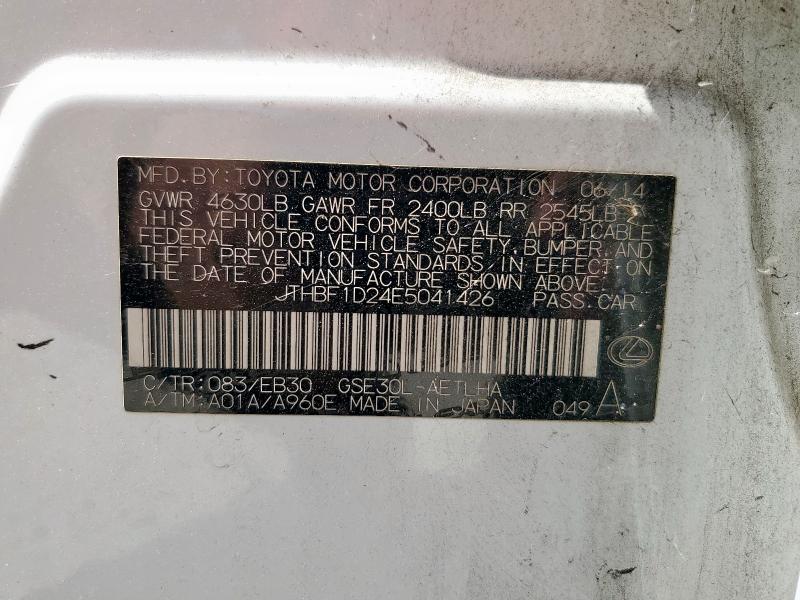 MFD. BY: TOYOTA MOTOR CORPORATION 06/14
GVWR 4630LB GAWR FR 2400LB RR 2545LB
THIS VEHICLE CONFORMS TO ALL APPLICABLE
FEDERAL MOTOR VEHICLE SAFETY, BUMPER, AND
THEFT PREVENTION STANDARDS IN EFFECT ON
THE DATE OF MANUFACTURE SHOWN ABOVE.
JTHBF1D24E5041426 PASS. CAR
C/TR: 083/EB30 GSE30L-AETLHA
A/TM: A01A/A960E MADE IN JAPAN 049 A